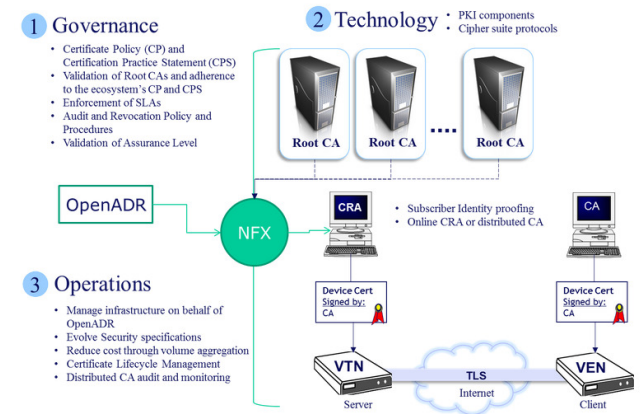 1 Governance
• Certificate Policy (CP) and
Certification Practice Statement (CPS)
• Validation of Root CAs and adherence
to the ecosystem's CP and CPS
• Enforcement of SLAs
• Audit and Revocation Policy and
Procedures
• Validation of Assurance Level
2 Technology
• PKI components
• Cipher suite protocols
Root CA
Root CA
....
Root CA
OpenADR
NFX
CRA
• Subscriber Identity proofing
• Online CRA or distributed CA
CA
3 Operations
• Manage infrastructure on behalf of
OpenADR
• Evolve Security specifications
• Reduce cost through volume aggregation
• Certificate Lifecycle Management
• Distributed CA audit and monitoring
Device Cert
Signed by:
CA
Device Cert
Signed by:
CA
VTN
Server
TLS
Internet
VEN
Client